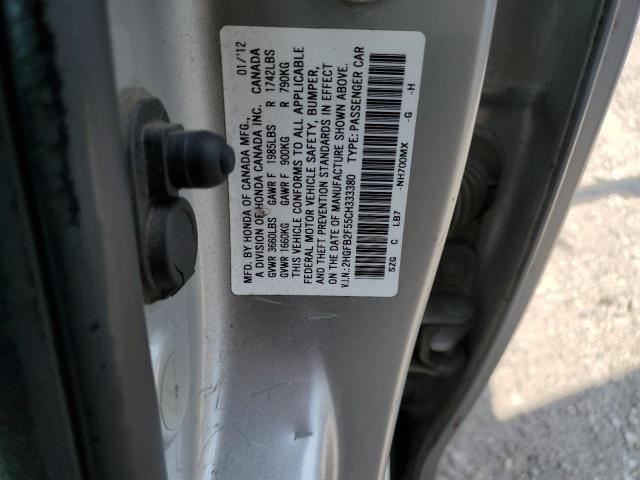 MFD. BY HONDA OF CANADA MFG., 01/'12
A DIVISION OF HONDA CANADA INC. CANADA
GVWR 3660LBS GAWR F 1985LBS R 1742LBS
GVWR 1660KG GAWR F 900KG R 790KG
THIS VEHICLE CONFORMS TO ALL APPLICABLE
FEDERAL MOTOR VEHICLE SAFETY, BUMPER,
AND THEFT PREVENTION STANDARDS IN EFFECT
ON THE DATE OF MANUFACTURE SHOWN ABOVE.
V.I.N.:2HGFB2F55CH333380 TYPE:PASSENGER CAR
SZG C LB7 -NH700MX -G -H